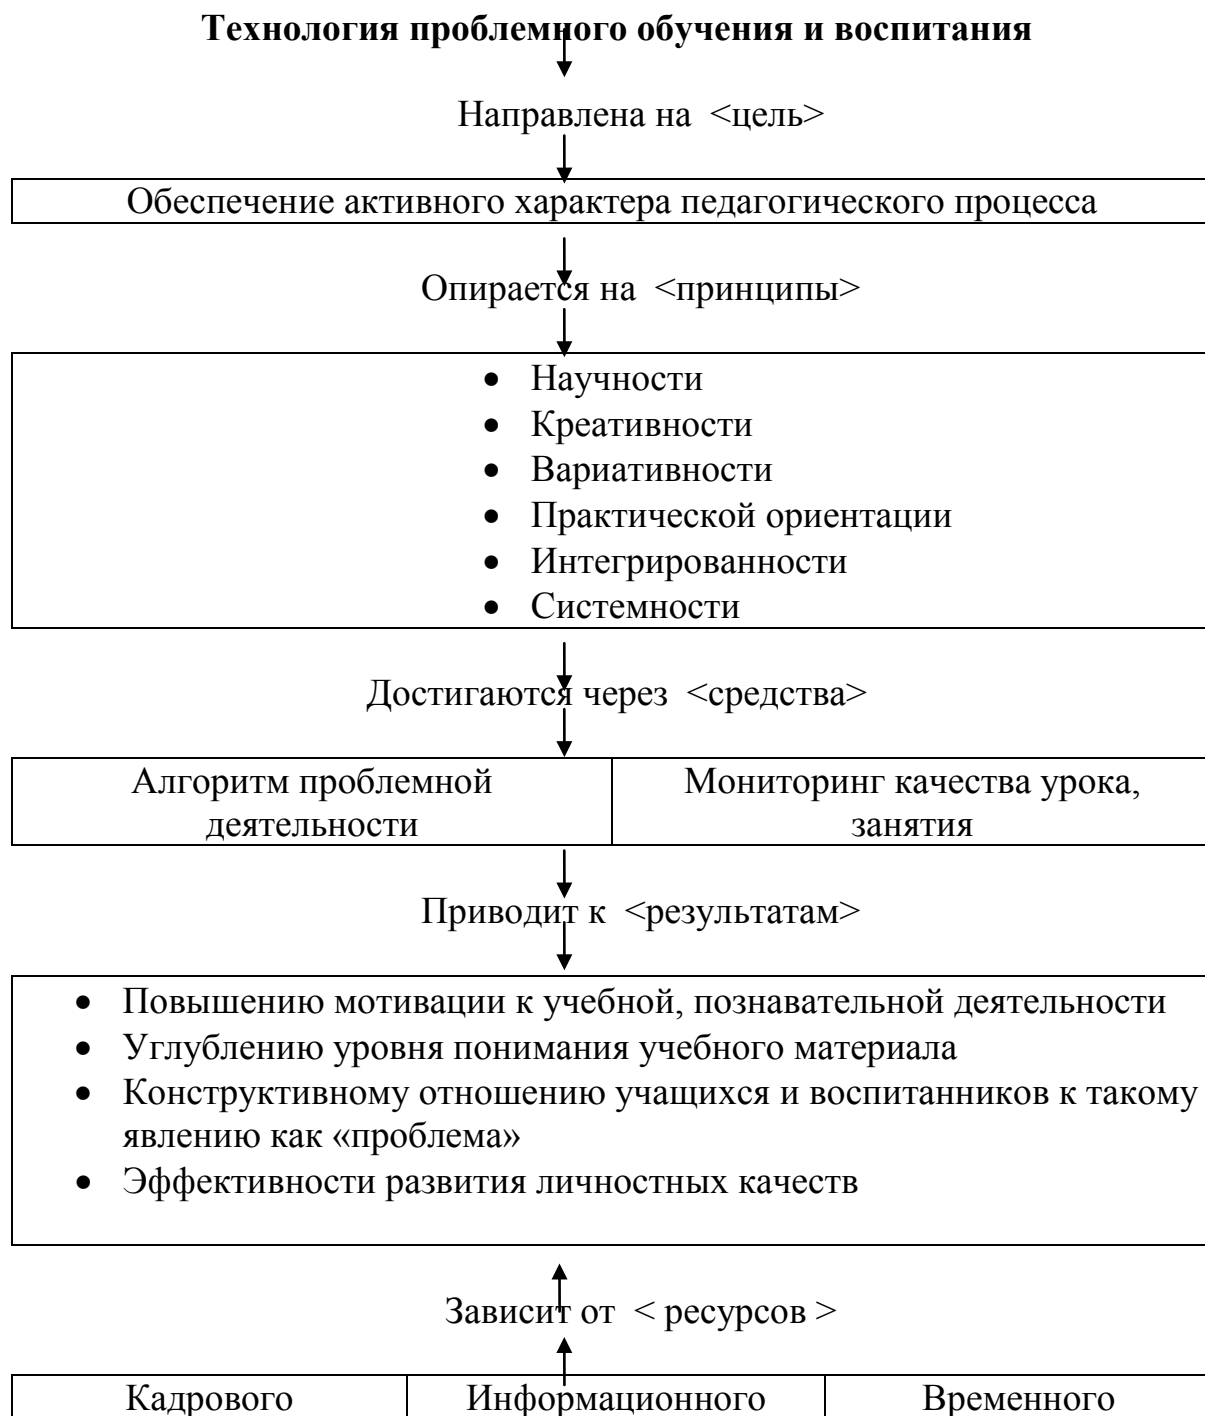 Технология проблемного обучения и воспитания
Направлена на <цель>
Обеспечение активного характера педагогического процесса
Опирается на <принципы>
• Научности
• Креативности
• Вариативности
• Практической ориентации
• Интегрированности
• Системности
Достигаются через <средства>
Алгоритм проблемной
деятельности
Мониторинг качества урока,
занятия
Приводит к <результатам>
• Повышению мотивации к учебной, познавательной деятельности
• Углублению уровня понимания учебного материала
• Конструктивному отношению учащихся и воспитанников к такому
явлению как «проблема»
• Эффективности развития личностных качеств
Зависит от < ресурсов >
Кадрового
Информационного
Временного